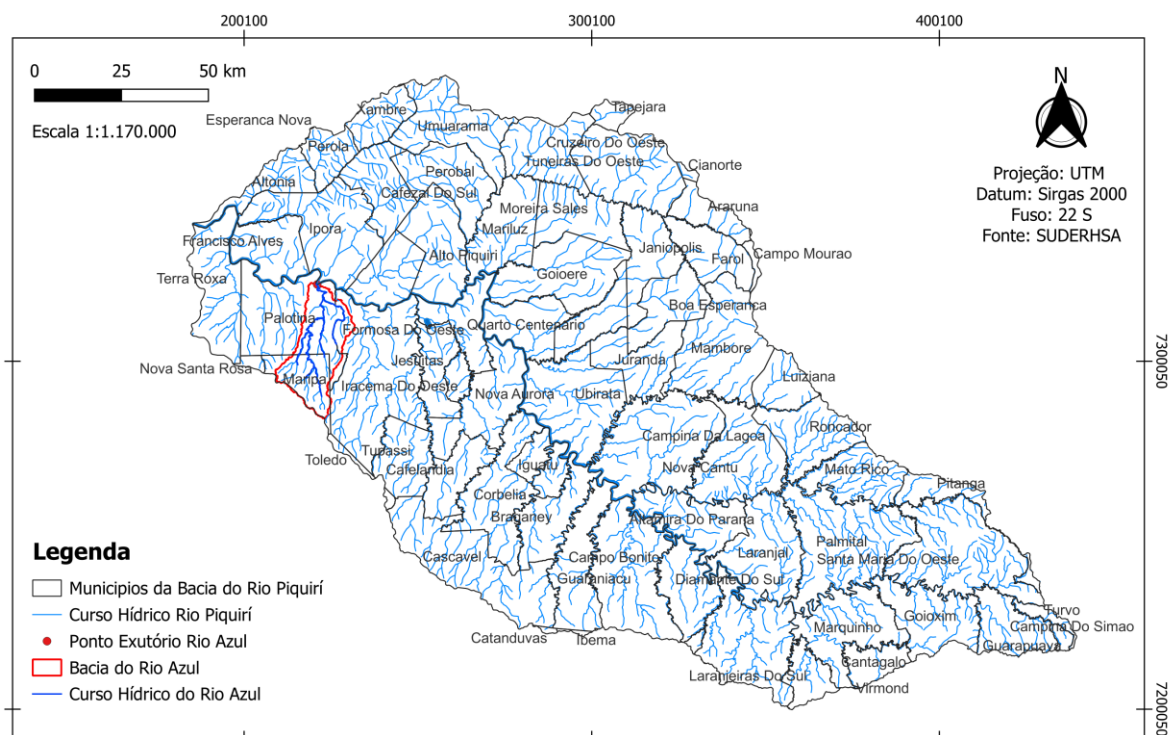 200100 300100 400100
0 25 50 km
Escala 1:1.170.000
N
Projeção: UTM
Datum: Sirgas 2000
Fuso: 22 S
Fonte: SUDERHSA
Esperanca Nova
Xambre
Umuarama
Tapejara
Perola
Cruzeiro Do Oeste
Tuneiras Do Oeste
Cianorte
Altonia
Perobal
Cafezal Do Sul
Moreira Sales
Araruna
Francisco Alves
Ipora
Mariluz
Alto Piquiri
Janiopolis
Farol
Campo Mourao
Terra Roxa
Goioere
Boa Esperanca
Palotina
Formosa Do Oeste
Quarto Centenario
Mambore
Nova Santa Rosa
Maripa
Jesuitas
Iracema Do Oeste
Juranda
Luiziana
Nova Aurora
Ubirata
7300050
Toledo
Tupassi
Cafelandia
Iguatu
Campina Da Lagoa
Nova Cantu
Roncador
Mato Rico
Pitanga
Corbelia
Braganey
Altamira Do Parana
Cascavel
Campo Bonito
Guaraniacu
Laranjal
Diamante Do Sul
Palmital
Santa Maria Do Oeste
Catanduvas
Ibema
Marquinho
Goioxim
Turvo
Campina Do Simao
Guarapuava
Laranjeiras Do Sul
Cantagalo
Virmond
7200050
Legenda
Municipios da Bacia do Rio Piquirí
Curso Hídrico Rio Piquirí
Ponto Exutório Rio Azul
Bacia do Rio Azul
Curso Hídrico do Rio Azul